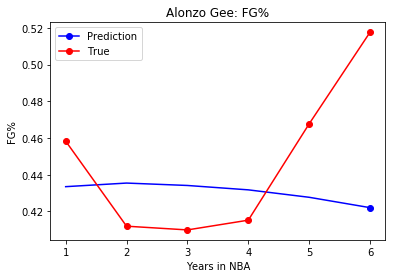 Alonzo Gee: FG%
Prediction
True
0.52
0.50
0.48
0.46
0.44
0.42
FG%
1 2 3 4 5 6
Years in NBA